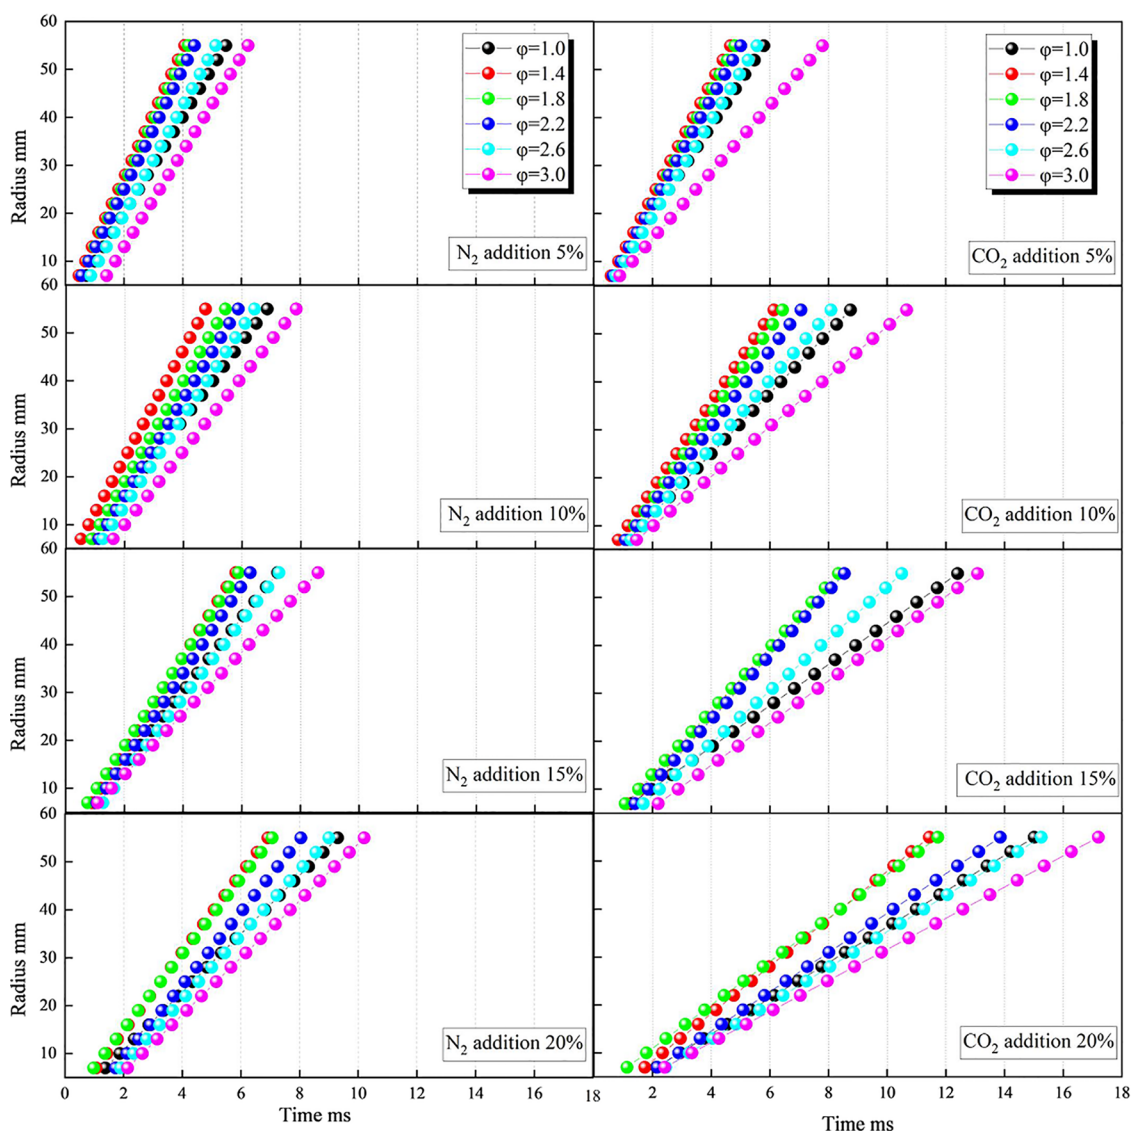 60
50
40
30
20
10
Radius mm
φ=1.0
φ=1.4
φ=1.8
φ=2.2
φ=2.6
φ=3.0
N₂ addition 5%
φ=1.0
φ=1.4
φ=1.8
φ=2.2
φ=2.6
φ=3.0
CO₂ addition 5%
60
50
40
30
20
10
Radius mm
N₂ addition 10%
CO₂ addition 10%
60
50
40
30
20
10
Radius mm
N₂ addition 15%
CO₂ addition 15%
60
50
40
30
20
10
Radius mm
N₂ addition 20%
CO₂ addition 20%
0 2 4 6 8 10 12 14 16 18
Time ms
2 4 6 8 10 12 14 16 18
Time ms